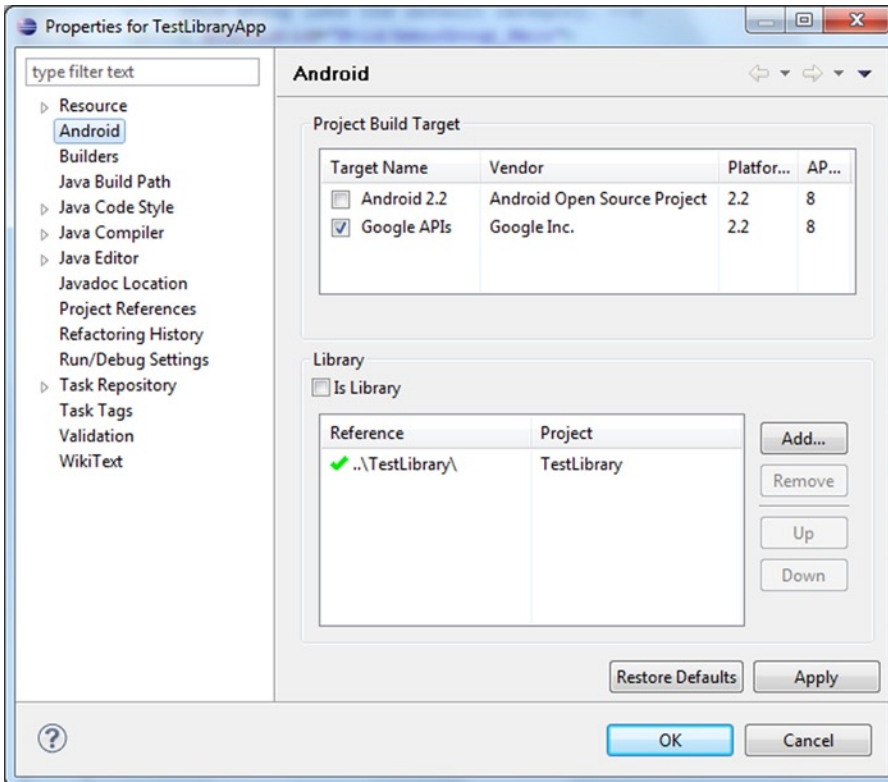 Properties for TestLibraryApp
type filter text
Resource
Android
Builders
Java Build Path
Java Code Style
Java Compiler
Java Editor
Javadoc Location
Project References
Refactoring History
Run/Debug Settings
Task Repository
Task Tags
Validation
WikiText
Android
Project Build Target
Target Name Vendor Platfor... AP...
Android 2.2 Android Open Source Project 2.2 8
Google APIs Google Inc. 2.2 8
Library
Is Library
Reference Project
..\TestLibrary\ TestLibrary
Add...
Remove
Up
Down
Restore Defaults Apply
? OK Cancel